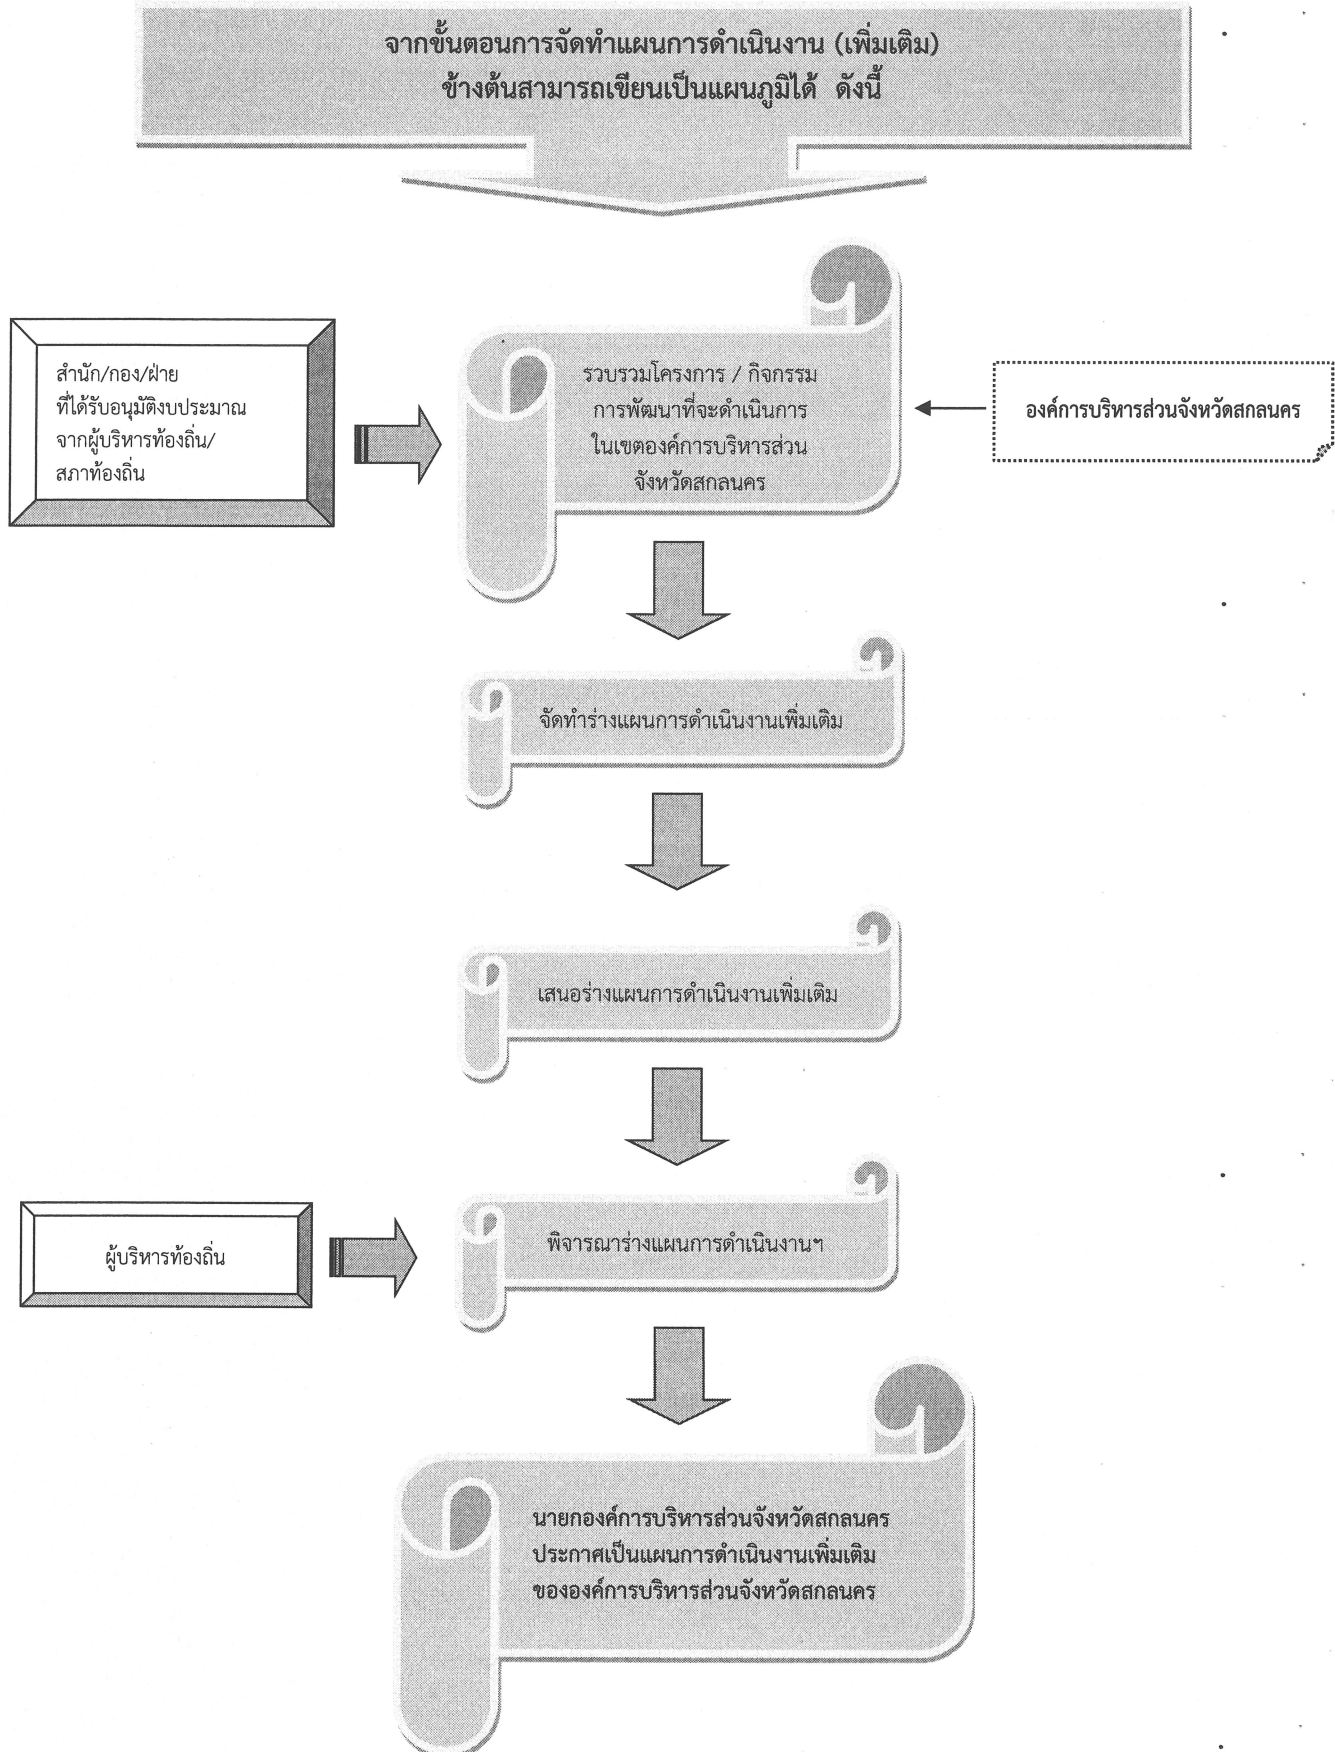 จากขั้นตอนการจัดทำแผนการดำเนินงาน (เพิ่มเติม)
ข้างต้นสามารถเขียนเป็นแผนภูมิได้ ดังนี้
สำนัก/กอง/ฝ่าย
ที่ได้รับอนุมัติงบประมาณ
จากผู้บริหารท้องถิ่น/
สภาท้องถิ่น
รวบรวมโครงการ / กิจกรรม
การพัฒนาที่จะดำเนินการ
ในเขตองค์การบริหารส่วน
จังหวัดสกลนคร
องค์การบริหารส่วนจังหวัดสกลนคร
จัดทำร่างแผนการดำเนินงานเพิ่มเติม
เสนอร่างแผนการดำเนินงานเพิ่มเติม
ผู้บริหารท้องถิ่น
พิจารณาร่างแผนการดำเนินงานฯ
นายกองค์การบริหารส่วนจังหวัดสกลนคร
ประกาศเป็นแผนการดำเนินงานเพิ่มเติม
ขององค์การบริหารส่วนจังหวัดสกลนคร